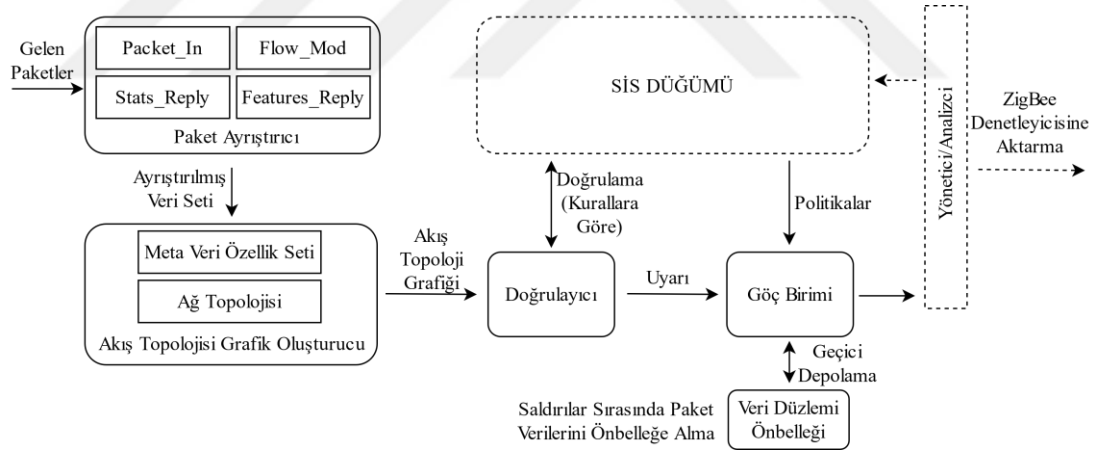 Gelen
Paketler
Packet_In
Flow_Mod
Stats_Reply
Features_Reply
Paket Ayrıştırıcı
Ayrıştırılmış
Veri Seti
Meta Veri Özellik Seti
Ağ Topolojisi
Akış Topolojisi Grafik Oluşturucu
Akış
Topoloji
Grafiği
SİS DÜĞÜMÜ
Doğrulama
(Kurallara
Göre)
Doğrulayıcı
Uyarı
Politikalar
Göç Birimi
Geçici
Depolama
Saldırılar Sırasında Paket
Verilerini Önbelleğe Alma
Veri Düzlemi
Önbelleği
Yönetici/Analizci
ZigBee
Denetleyicisine
Aktarma